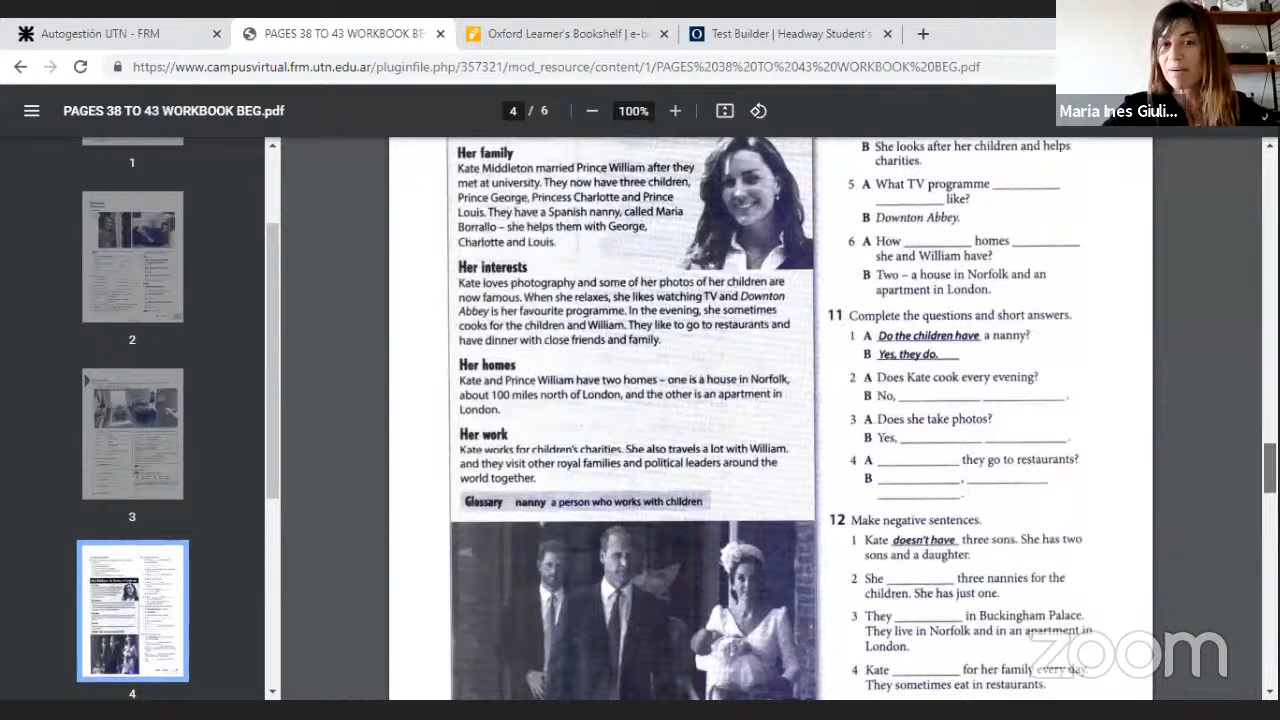 Autogestión UTN - FRM
PAGES 38 TO 43 WORKBOOK BE
Oxford Learner's Bookshelf | e-b
Test Builder | Headway Student's
https://www.campusvirtual.frm.utn.edu.ar/pluginfile.php/357321/mod_resource/content/1/PAGES%2038%20TO%2043%20WORKBOOK%20BEG.pdf
Maria Ines Giuli...
PAGES 38 TO 43 WORKBOOK BEG.pdf
4 / 6
100%
1
2
3
4
Her family
Kate Middleton married Prince William after they
met at university. They now have three children,
Prince George, Princess Charlotte and Prince
Louis. They have a Spanish nanny, called Maria
Borrallo – she helps them with George,
Charlotte and Louis.
Her interests
Kate loves photography and some of her photos of her children are
now famous. When she relaxes, she likes watching TV and Downton
Abbey is her favourite programme. In the evening, she sometimes
cooks for the children and William. They like to go to restaurants and
have dinner with close friends and family.
Her homes
Kate and Prince William have two homes – one is a house in Norfolk,
about 100 miles north of London, and the other is an apartment in
London.
Her work
Kate works for children's charities. She also travels a lot with William,
and they visit other royal families and political leaders around the
world together.
Glossary nanny a person who works with children
B She looks after her children and helps
charities.
5 A What TV programme __________
__________ like?
B Downton Abbey.
6 A How __________ homes __________
she and William have?
B Two – a house in Norfolk and an
apartment in London.
11 Complete the questions and short answers.
1 A Do the children have a nanny?
B Yes, they do.
2 A Does Kate cook every evening?
B No, __________ __________.
3 A Does she take photos?
B Yes, __________ __________.
4 A __________ they go to restaurants?
B __________, __________
__________.
12 Make negative sentences.
1 Kate doesn't have three sons. She has two
sons and a daughter.
2 She __________ three nannies for the
children. She has just one.
3 They __________ in Buckingham Palace.
They live in Norfolk and in an apartment in
London.
4 Kate __________ for her family every day.
They sometimes eat in restaurants.
zoom